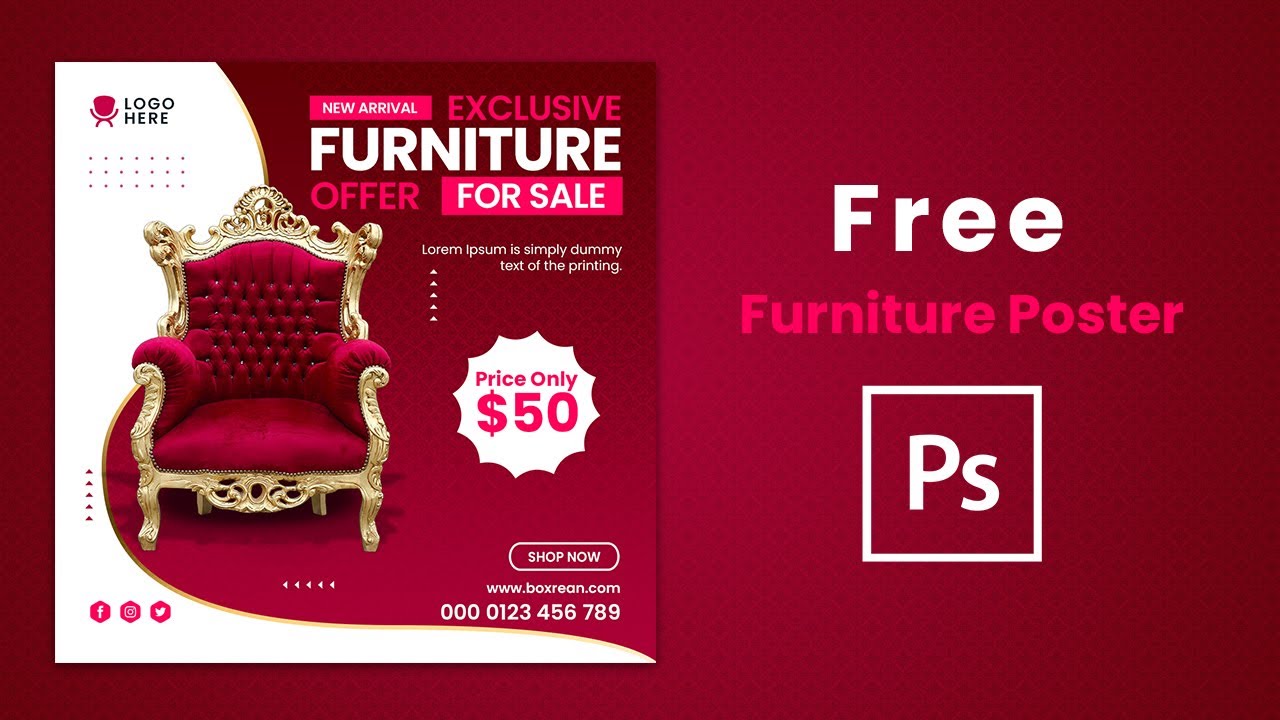 LOGO
HERE
NEW ARRIVAL EXCLUSIVE
FURNITURE
OFFER FOR SALE
Lorem Ipsum is simply dummy
text of the printing.
Price Only
$50
SHOP NOW
www.boxrean.com
000 0123 456 789
Free
Furniture Poster
Ps